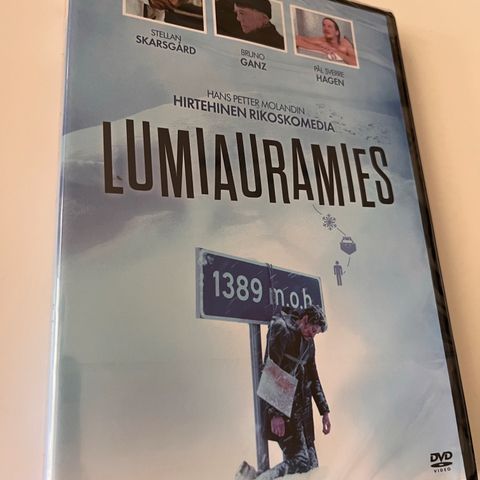 STELLAN
SKARSGÅRD
BRUNO
GANZ
PÅL SVERRE
HAGEN
HANS PETTER MOLANDIN
HIRTEHINEN RIKOSKOMEDIA
LUMIAURAMIES
1389 m.o.h
DVD
VIDEO